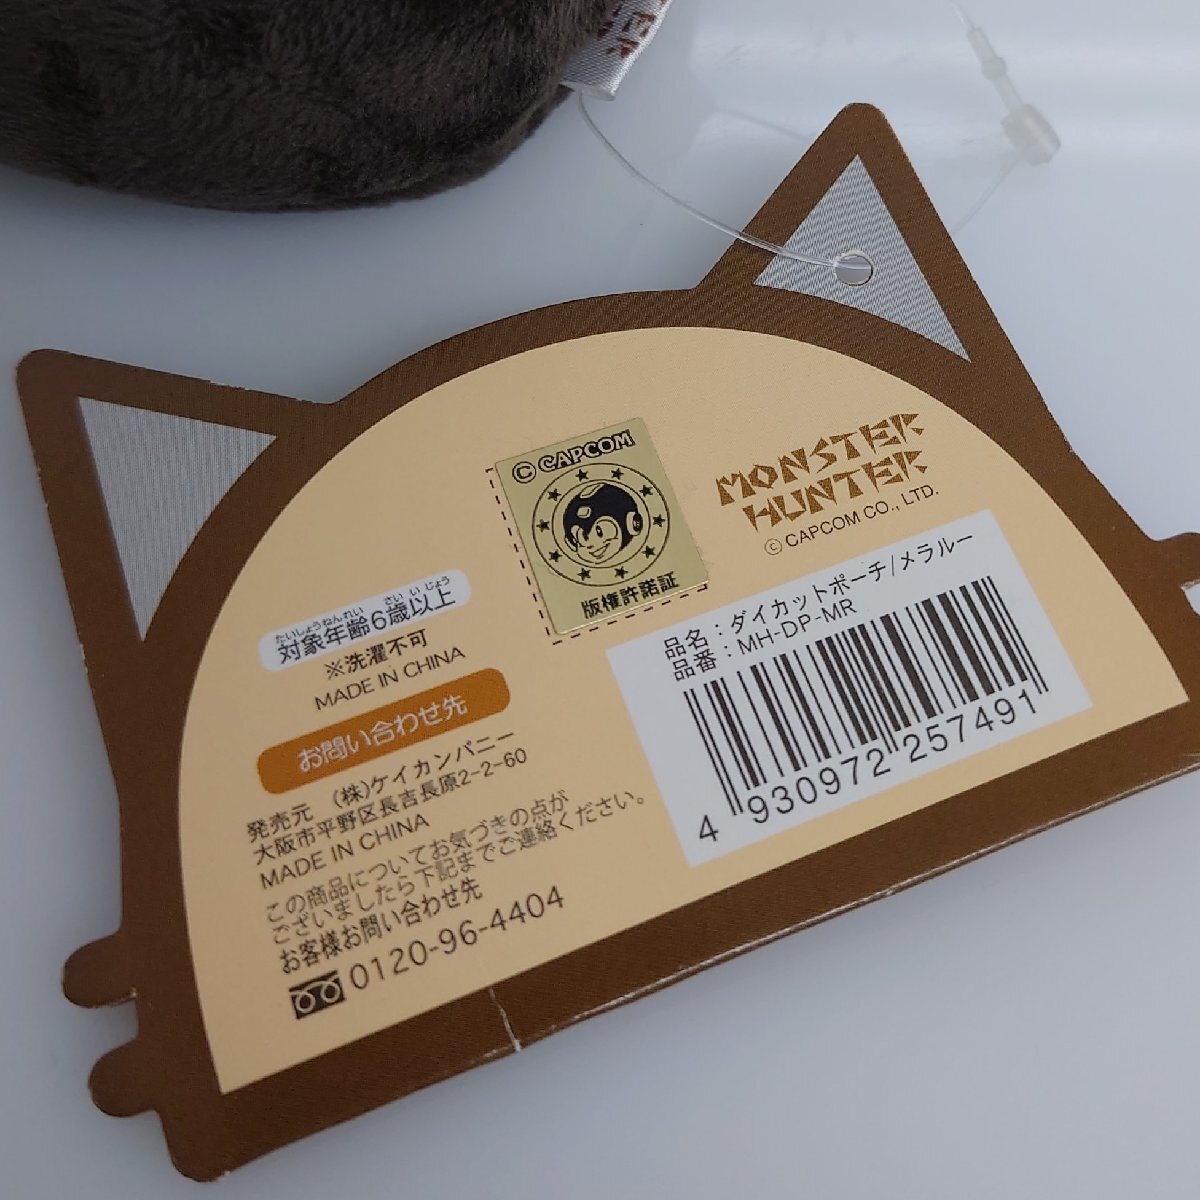 © CAPCOM
版権許諾証
MONSTER
HUNTER
© CAPCOM CO., LTD.
品名：ダイカットポーチ/メラルー
品番：MH-DP-MR
4 930972 257491
たいしょうねんれい さい いじょう
対象年齢6歳以上
※洗濯不可
MADE IN CHINA
お問い合わせ先
発売元 (株)ケイカンパニー
大阪市平野区長吉長原2-2-60
MADE IN CHINA
この商品についてお気づきの点が
ございましたら下記までご連絡ください。
お客様お問い合わせ先
0120-96-4404